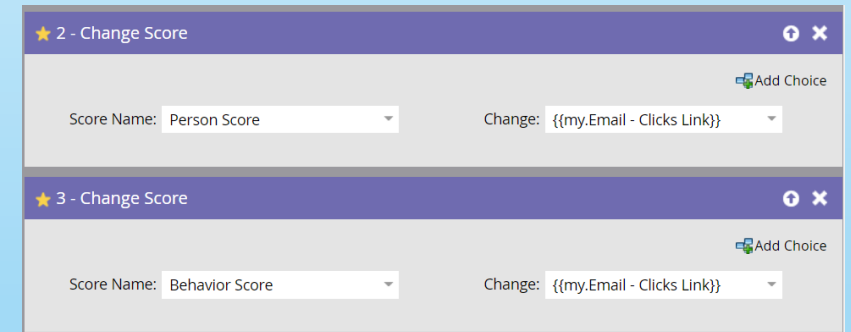 2 - Change Score
Add Choice
Score Name: Person Score Change: {{my.Email - Clicks Link}}
3 - Change Score
Add Choice
Score Name: Behavior Score Change: {{my.Email - Clicks Link}}